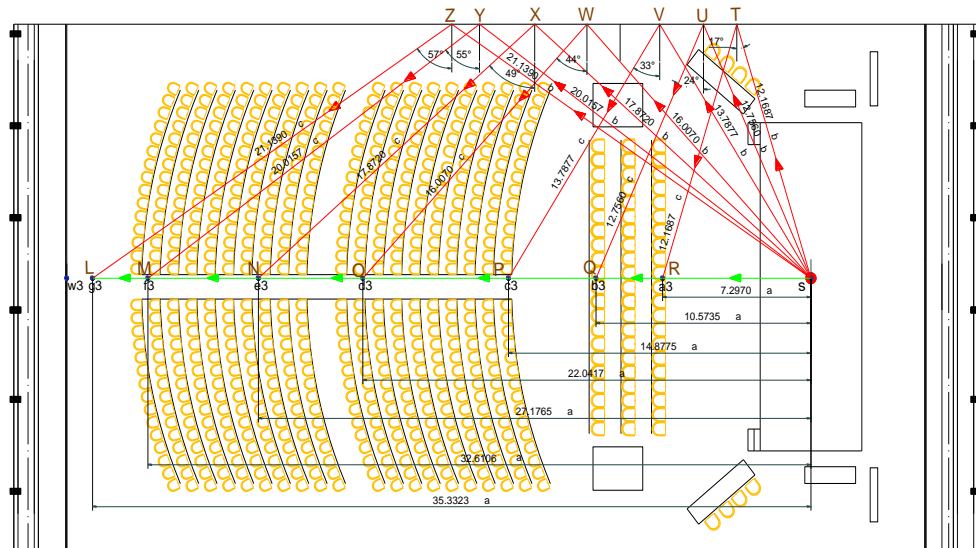 Z Y X W V U T
57° 55° 49° 44° 33° 24° 17°
21.1390 b
20.0157 b
17.8720 b
16.0070 b
13.7877 b
12.7560 b
12.1687 b
21.1390 c
20.0157 c
17.8720 c
16.0070 c
13.7877 c
12.7560 c
12.1687 c
L M N O P Q R
w3 g3 f3 e3 d3 c3 b3 a3 s
7.2970 a
10.5735 a
14.8775 a
22.0417 a
27.1765 a
32.6106 a
35.3323 a